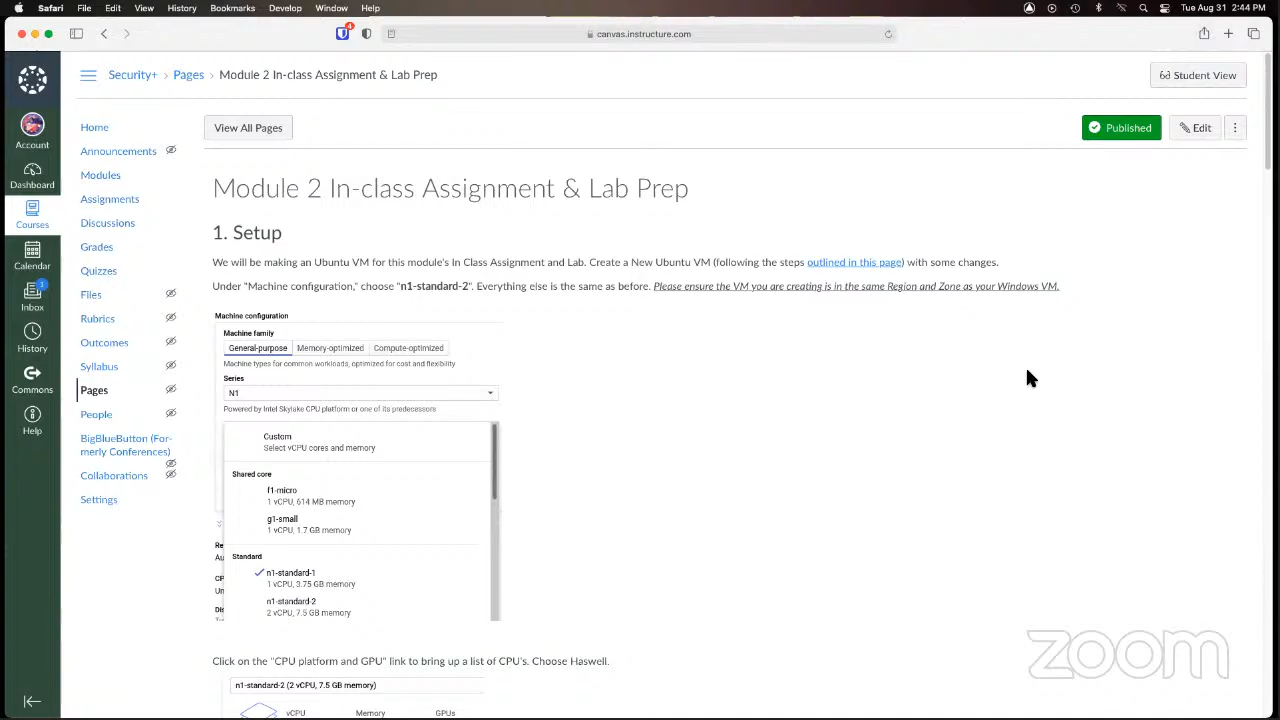 Safari File Edit View History Bookmarks Develop Window Help Tue Aug 31 2:44 PM
4
canvas.instructure.com
Security+ › Pages › Module 2 In-class Assignment & Lab Prep
Student View
Account
Dashboard
Courses
Calendar
1
Inbox
History
Commons
Help
Home
Announcements
Modules
Assignments
Discussions
Grades
Quizzes
Files
Rubrics
Outcomes
Syllabus
Pages
People
BigBlueButton (For-
merly Conferences)
Collaborations
Settings
View All Pages
Published
Edit
Module 2 In-class Assignment & Lab Prep
1. Setup
We will be making an Ubuntu VM for this module's In Class Assignment and Lab. Create a New Ubuntu VM (following the steps outlined in this page) with some changes.
Under "Machine configuration," choose "n1-standard-2". Everything else is the same as before. Please ensure the VM you are creating is in the same Region and Zone as your Windows VM.
Machine configuration
Machine family
General-purpose Memory-optimized Compute-optimized
Machine types for common workloads, optimized for cost and flexibility
Series
N1
Powered by Intel Skylake CPU platform or one of its predecessors
Custom
Select vCPU cores and memory
Shared core
f1-micro
1 vCPU, 614 MB memory
g1-small
1 vCPU, 1.7 GB memory
Re
Au
Standard
CP
n1-standard-1
1 vCPU, 3.75 GB memory
Un
n1-standard-2
Dis
2 vCPU, 7.5 GB memory
Click on the "CPU platform and GPU" link to bring up a list of CPU's. Choose Haswell.
n1-standard-2 (2 vCPU, 7.5 GB memory)
vCPU Memory GPUs
zoom